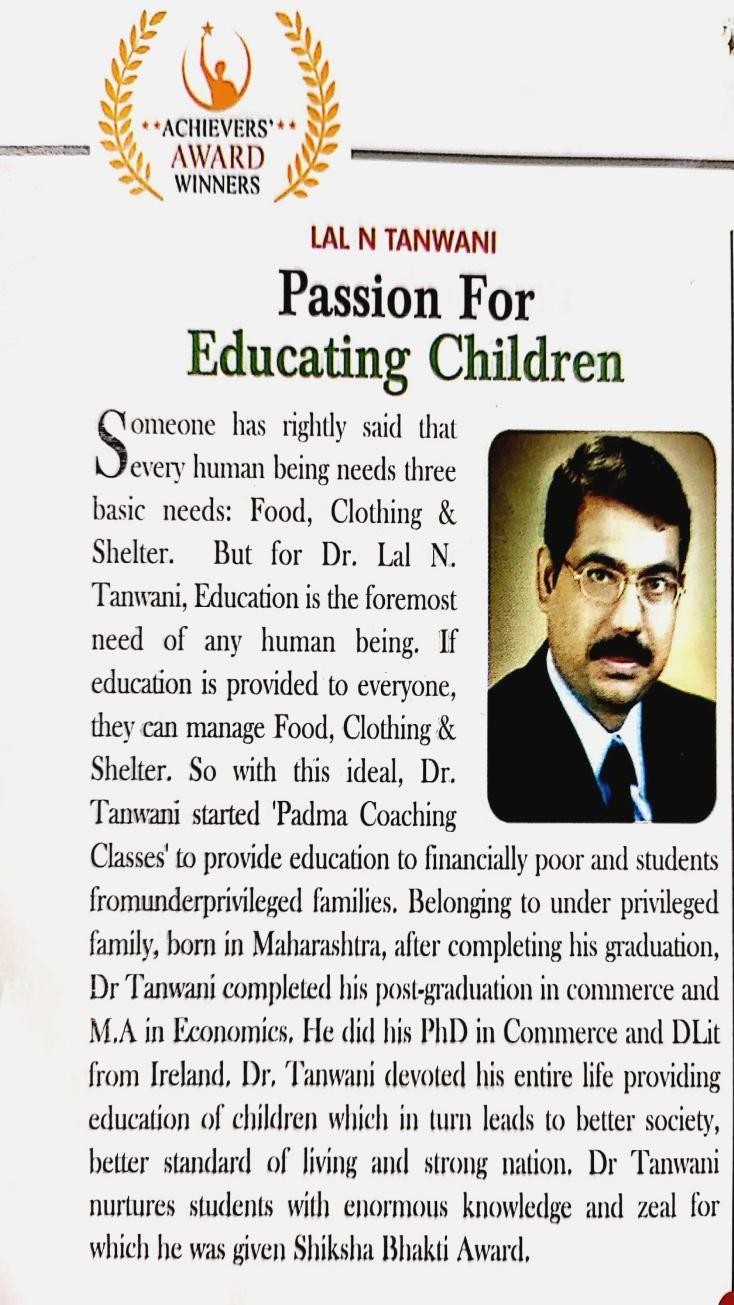 **ACHIEVERS'**
AWARD
WINNERS
LAL N TANWANI
Passion For
Educating Children
Someone has rightly said that
every human being needs three
basic needs: Food, Clothing &
Shelter. But for Dr. Lal N.
Tanwani, Education is the foremost
need of any human being. If
education is provided to everyone,
they can manage Food, Clothing &
Shelter. So with this ideal, Dr.
Tanwani started 'Padma Coaching
Classes' to provide education to financially poor and students
fromunderprivileged families. Belonging to under privileged
family, born in Maharashtra, after completing his graduation,
Dr Tanwani completed his post-graduation in commerce and
M.A in Economics. He did his PhD in Commerce and DLit
from Ireland. Dr. Tanwani devoted his entire life providing
education of children which in turn leads to better society,
better standard of living and strong nation. Dr Tanwani
nurtures students with enormous knowledge and zeal for
which he was given Shiksha Bhakti Award.